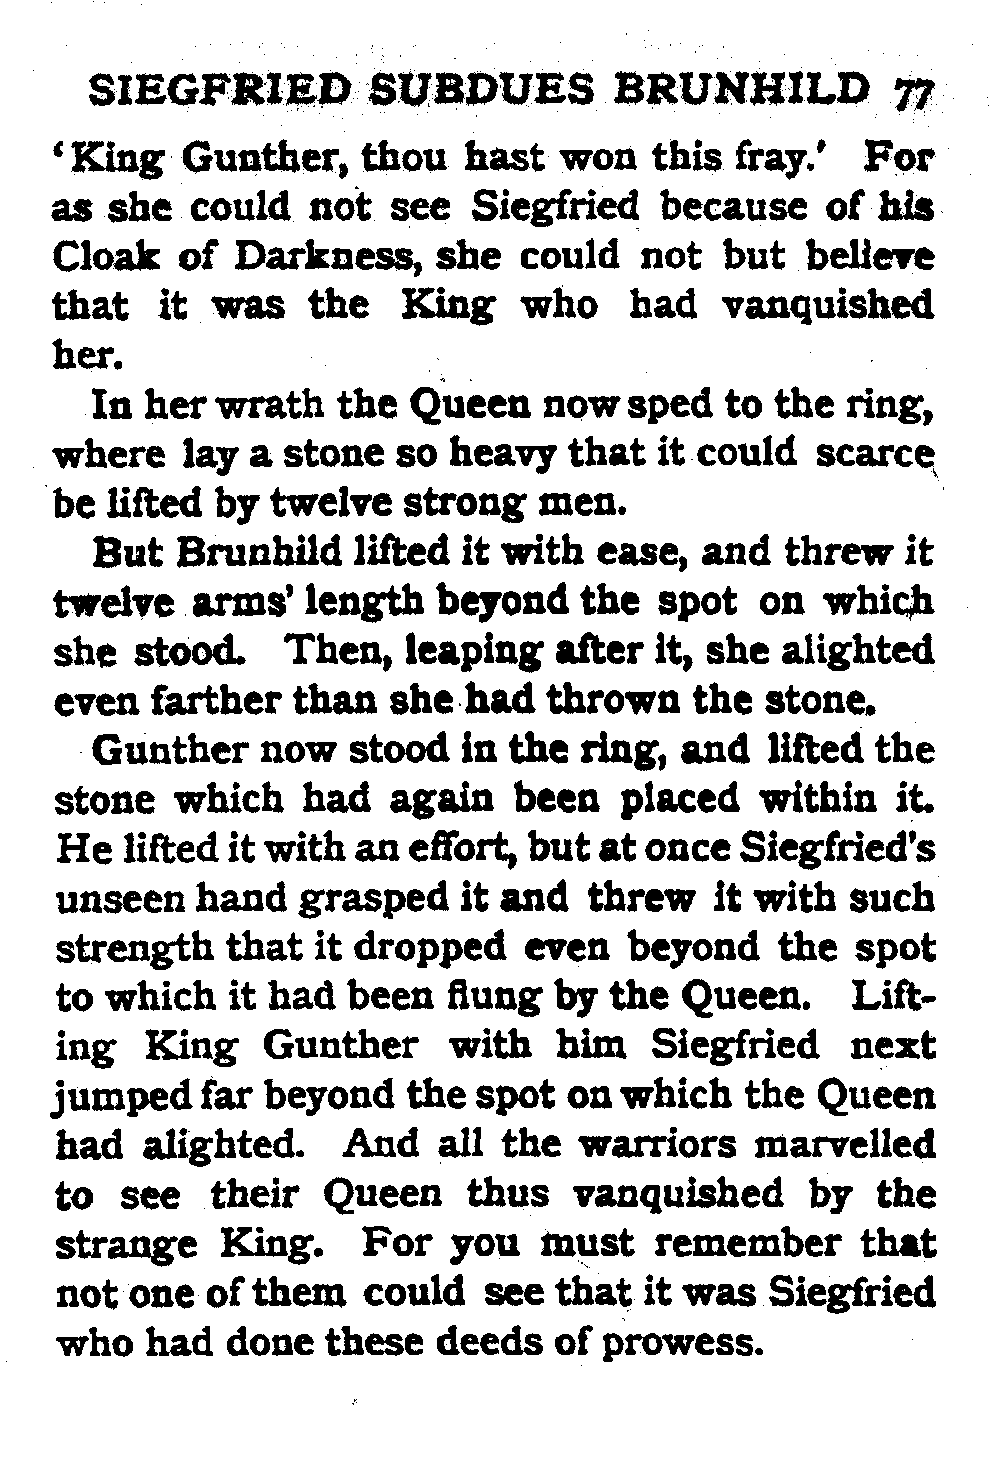 SIEGFRIED SUBDUES BRUNHILD 77
‘King Gunther, thou hast won this fray.’ For
as she could not see Siegfried because of his
Cloak of Darkness, she could not but believe
that it was the King who had vanquished
her.
In her wrath the Queen now sped to the ring,
where lay a stone so heavy that it could scarce
be lifted by twelve strong men.
But Brunhild lifted it with ease, and threw it
twelve arms’ length beyond the spot on which
she stood. Then, leaping after it, she alighted
even farther than she had thrown the stone.
Gunther now stood in the ring, and lifted the
stone which had again been placed within it.
He lifted it with an effort, but at once Siegfried’s
unseen hand grasped it and threw it with such
strength that it dropped even beyond the spot
to which it had been flung by the Queen. Lift-
ing King Gunther with him Siegfried next
jumped far beyond the spot on which the Queen
had alighted. And all the warriors marvelled
to see their Queen thus vanquished by the
strange King. For you must remember that
not one of them could see that it was Siegfried
who had done these deeds of prowess.